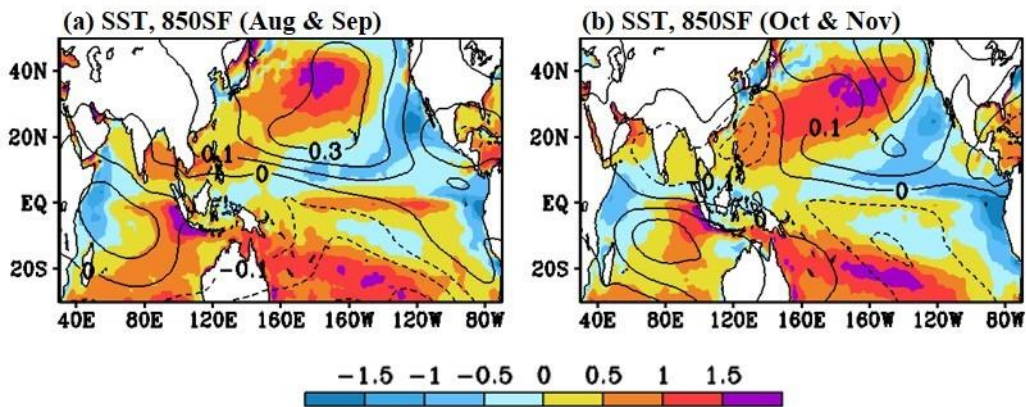 (a) SST, 850SF (Aug & Sep) (b) SST, 850SF (Oct & Nov)
40N 40N
20N 20N
0.1 0.3 0.1
0 0
EQ EQ
0
20S 0 -0.1 20S
40E 80E 120E 160E 160W 120W 80W 40E 80E 120E 160E 160W 120W 80W
-1.5 -1 -0.5 0 0.5 1 1.5